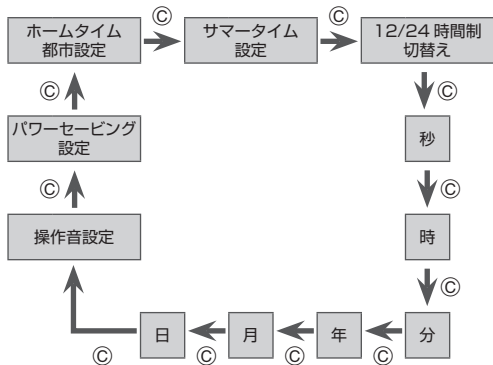 Ⓒ
Ⓒ
ホームタイム
都市設定
サマータイム
設定
12/24 時間制
切替え
Ⓒ
Ⓒ
パワーセービング
設定
秒
Ⓒ
Ⓒ
操作音設定
時
Ⓒ
日
月
年
分
Ⓒ
Ⓒ
Ⓒ
Ⓒ